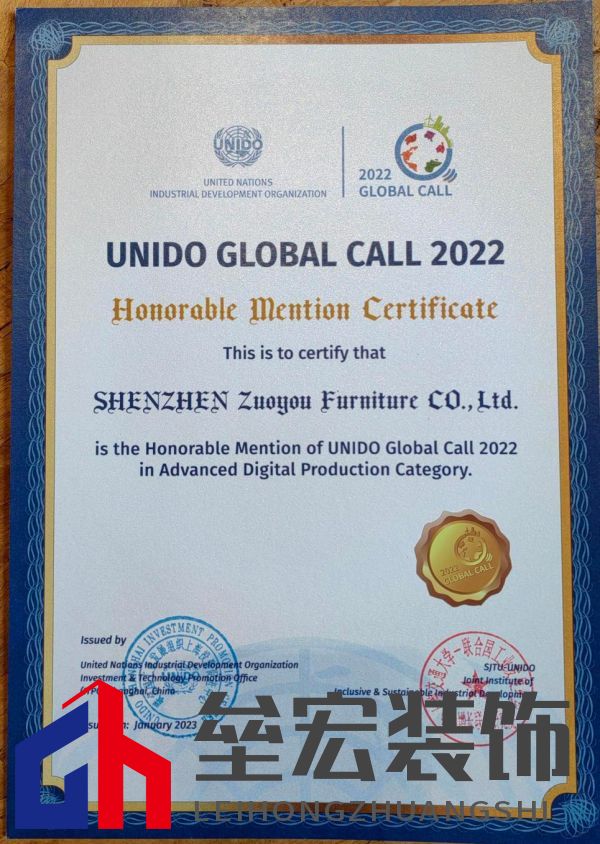 UNIDO
UNITED NATIONS
INDUSTRIAL DEVELOPMENT ORGANIZATION
2022
GLOBAL CALL
UNIDO GLOBAL CALL 2022
Honorable Mention Certificate
This is to certify that
SHENZHEN Zuoyou Furniture CO., Ltd.
is the Honorable Mention of UNIDO Global Call 2022
in Advanced Digital Production Category.
2022
GLOBAL CALL
Issued by
United Nations Industrial Development Organization
Investment & Technology Promotion Office
Shanghai, China
January 2023
SJTU-UNIDO
Joint Institute of
Inclusive & Sustainable Industrial
垒宏装饰
LEIHONGZHUANGSHI